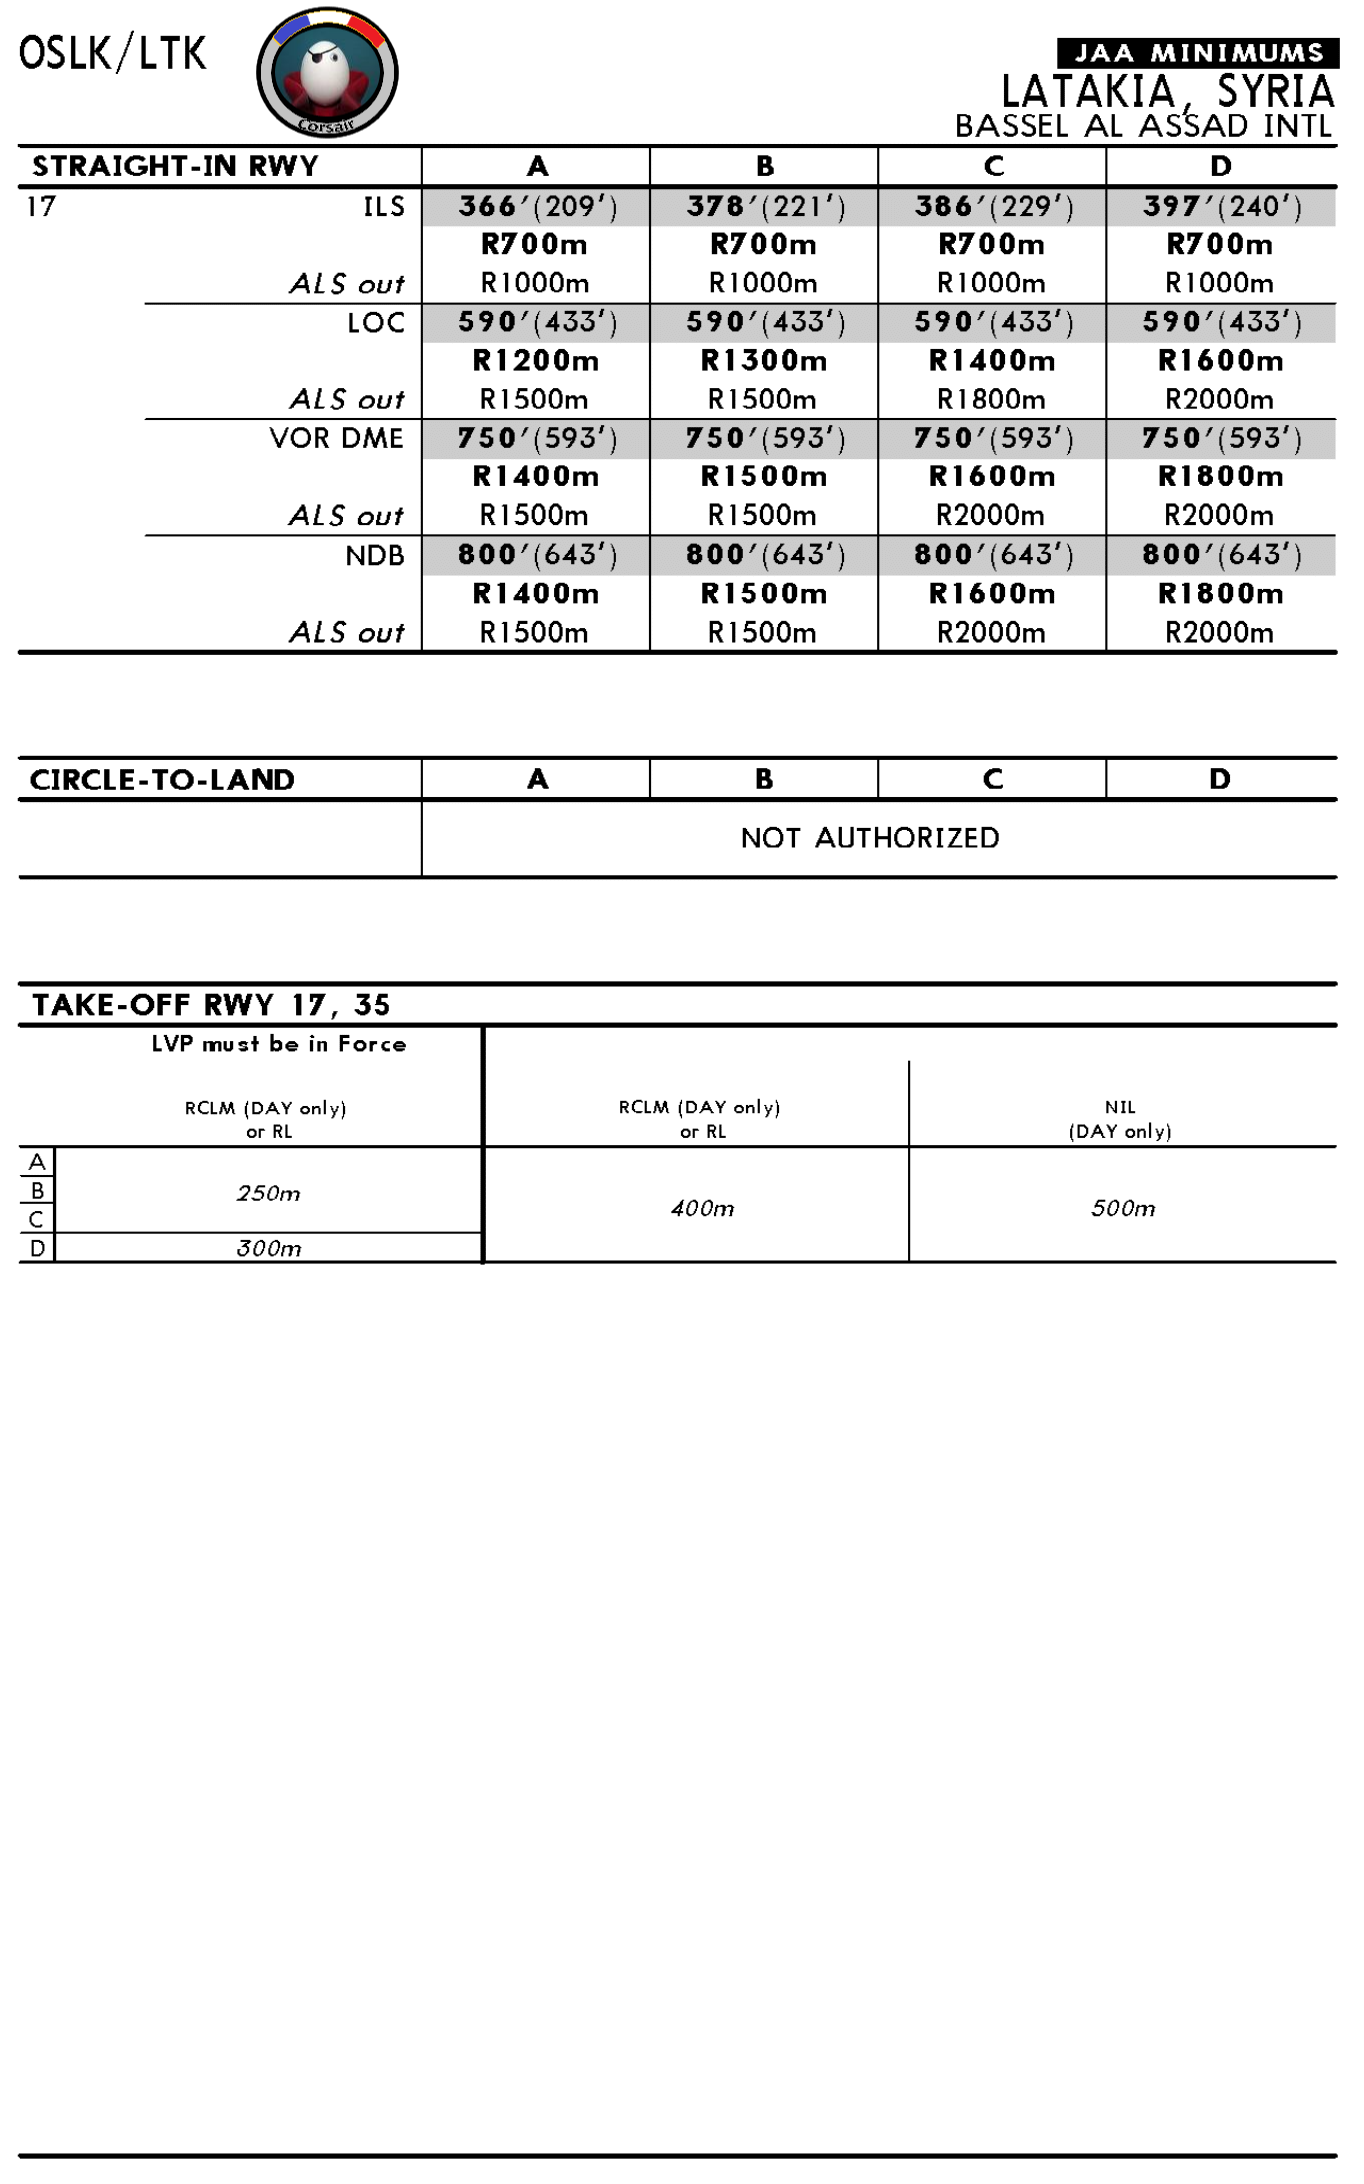 OSLK/LTK
Corsair
JAA MINIMUMS
LATAKIA, SYRIA
BASSEL AL ASSAD INTL
STRAIGHT-IN RWY A B C D
17 ILS 366′(209′) 378′(221′) 386′(229′) 397′(240′)
R700m R700m R700m R700m
ALS out R1000m R1000m R1000m R1000m
LOC 590′(433′) 590′(433′) 590′(433′) 590′(433′)
R1200m R1300m R1400m R1600m
ALS out R1500m R1500m R1800m R2000m
VOR DME 750′(593′) 750′(593′) 750′(593′) 750′(593′)
R1400m R1500m R1600m R1800m
ALS out R1500m R1500m R2000m R2000m
NDB 800′(643′) 800′(643′) 800′(643′) 800′(643′)
R1400m R1500m R1600m R1800m
ALS out R1500m R1500m R2000m R2000m
CIRCLE-TO-LAND A B C D
NOT AUTHORIZED
TAKE-OFF RWY 17, 35
LVP must be in Force
RCLM (DAY only) RCLM (DAY only) NIL
or RL or RL (DAY only)
A
B 250m 400m 500m
C
D 300m